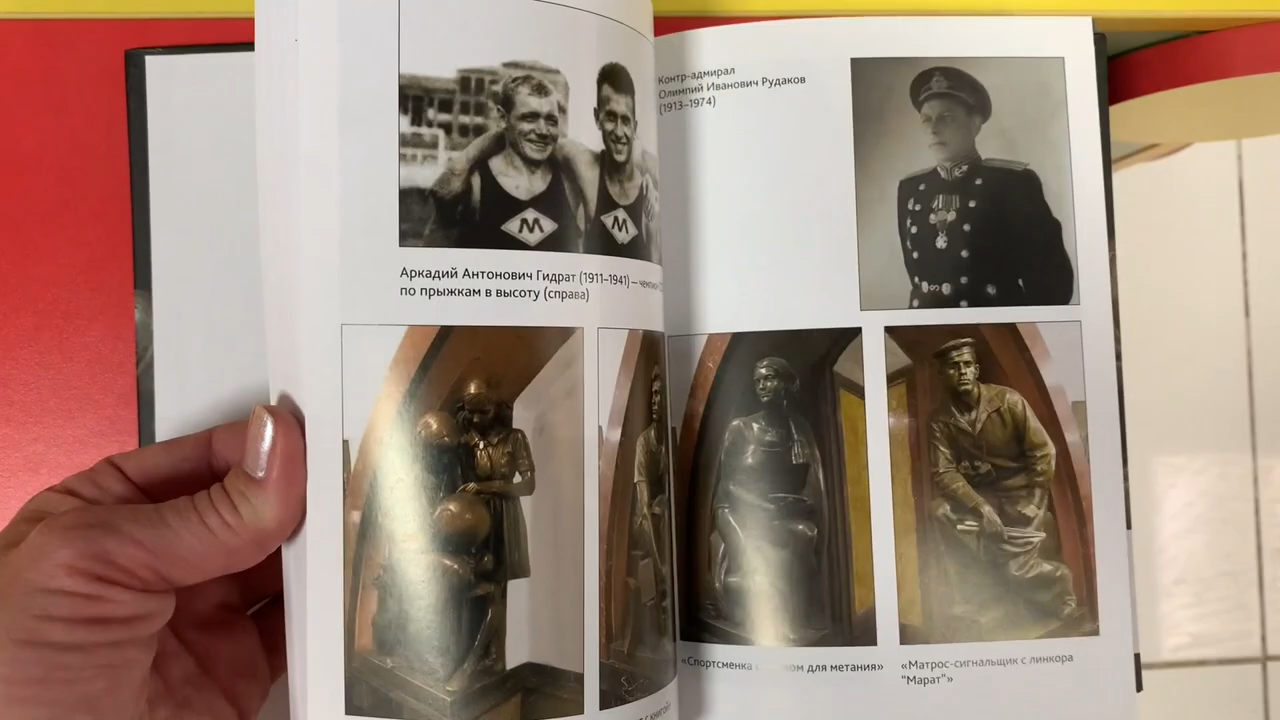 М
М
Аркадий Антонович Гидрат (1911–1941) —
по прыжкам в высоту (справа)
Контр-адмирал
Олимпий Иванович Рудаков
(1913–1974)
«Спортсменка для метания»
«Матрос-сигнальщик с линкора
"Марат"»